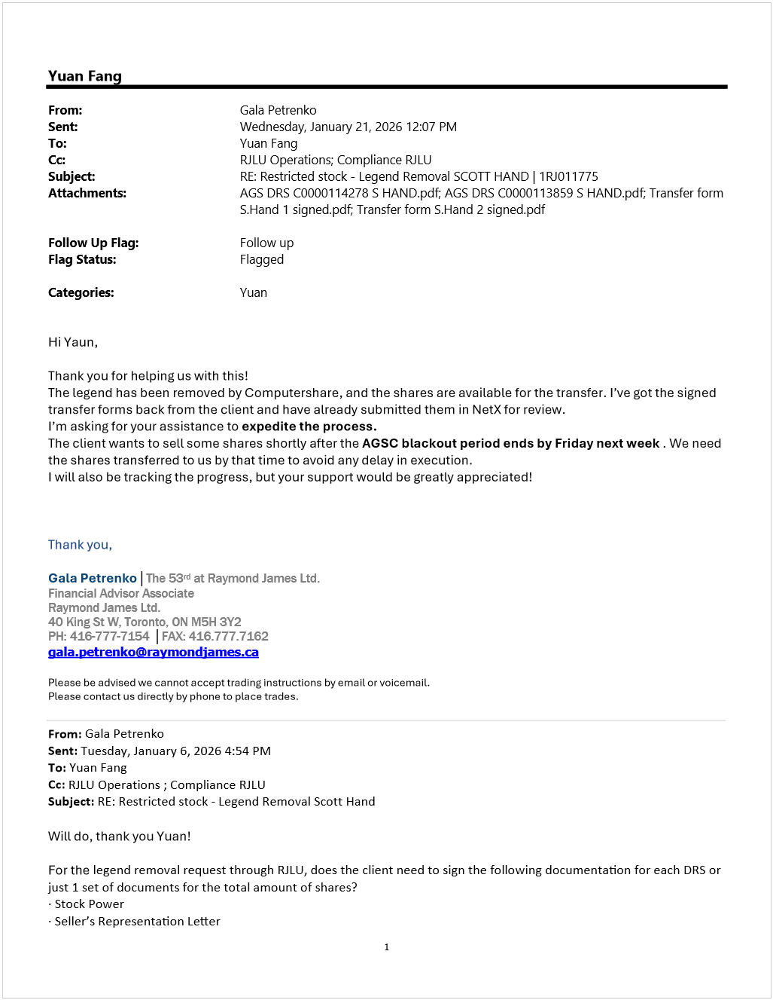 Yuan Fang
From: Gala Petrenko
Sent: Wednesday, January 21, 2026 12:07 PM
To: Yuan Fang
Cc: RJLU Operations; Compliance RJLU
Subject: RE: Restricted stock - Legend Removal SCOTT HAND | 1RJ011775
Attachments: AGS DRS C0000114278 S HAND.pdf; AGS DRS C0000113859 S HAND.pdf; Transfer form
S.Hand 1 signed.pdf; Transfer form S.Hand 2 signed.pdf
Follow Up Flag: Follow up
Flag Status: Flagged
Categories: Yuan
Hi Yaun,
Thank you for helping us with this!
The legend has been removed by Computershare, and the shares are available for the transfer. I’ve got the signed
transfer forms back from the client and have already submitted them in NetX for review.
I’m asking for your assistance to expedite the process.
The client wants to sell some shares shortly after the AGSC blackout period ends by Friday next week . We need
the shares transferred to us by that time to avoid any delay in execution.
I will also be tracking the progress, but your support would be greatly appreciated!
Thank you,
Gala Petrenko | The 53rd at Raymond James Ltd.
Financial Advisor Associate
Raymond James Ltd.
40 King St W, Toronto, ON M5H 3Y2
PH: 416-777-7154 | FAX: 416.777.7162
gala.petrenko@raymondjames.ca
Please be advised we cannot accept trading instructions by email or voicemail.
Please contact us directly by phone to place trades.
From: Gala Petrenko
Sent: Tuesday, January 6, 2026 4:54 PM
To: Yuan Fang
Cc: RJLU Operations ; Compliance RJLU
Subject: RE: Restricted stock - Legend Removal Scott Hand
Will do, thank you Yuan!
For the legend removal request through RJLU, does the client need to sign the following documentation for each DRS or
just 1 set of documents for the total amount of shares?
· Stock Power
· Seller’s Representation Letter
1